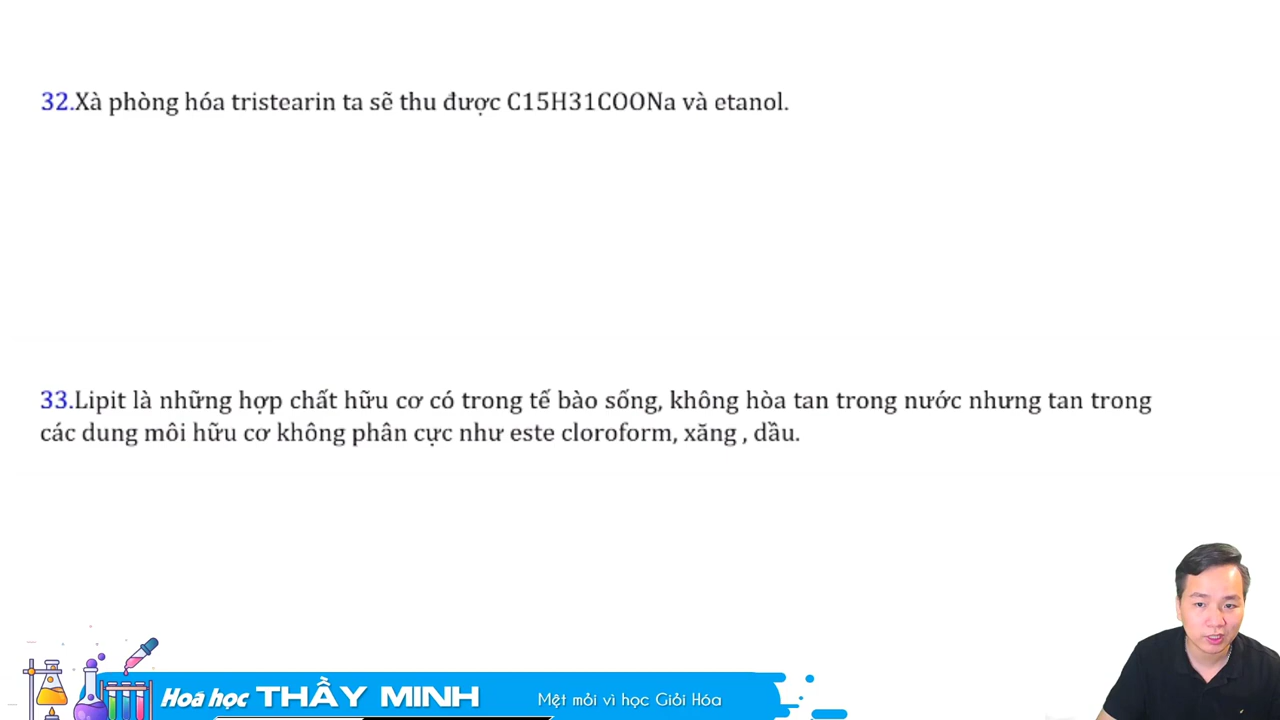 32.Xà phòng hóa tristearin ta sẽ thu được C15H31COONa và etanol.
33.Lipit là những hợp chất hữu cơ có trong tế bào sống, không hòa tan trong nước nhưng tan trong
các dung môi hữu cơ không phân cực như este cloroform, xăng , dầu.
Hoá học THẦY MINH
Mệt mỏi vì học Giỏi Hóa